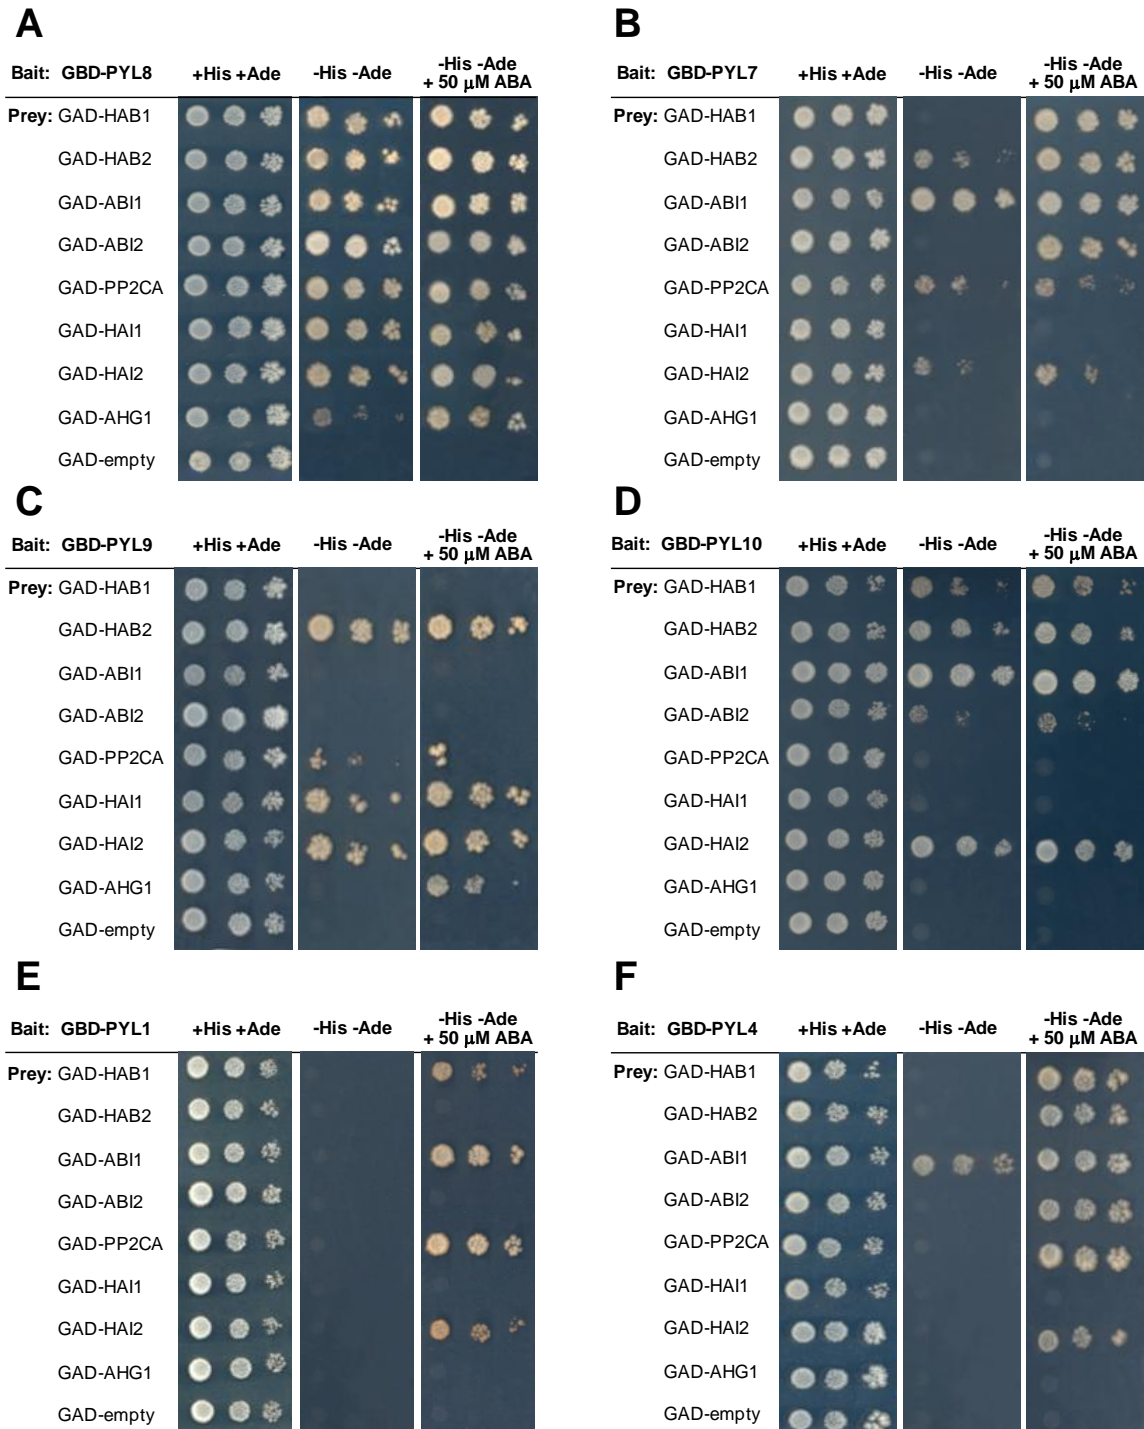 A
Bait: GBD-PYL8 +His +Ade -His -Ade -His -Ade
+ 50 μM ABA
Prey: GAD-HAB1
GAD-HAB2
GAD-ABI1
GAD-ABI2
GAD-PP2CA
GAD-HAI1
GAD-HAI2
GAD-AHG1
GAD-empty
B
Bait: GBD-PYL7 +His +Ade -His -Ade -His -Ade
+ 50 μM ABA
Prey: GAD-HAB1
GAD-HAB2
GAD-ABI1
GAD-ABI2
GAD-PP2CA
GAD-HAI1
GAD-HAI2
GAD-AHG1
GAD-empty
C
Bait: GBD-PYL9 +His +Ade -His -Ade -His -Ade
+ 50 μM ABA
Prey: GAD-HAB1
GAD-HAB2
GAD-ABI1
GAD-ABI2
GAD-PP2CA
GAD-HAI1
GAD-HAI2
GAD-AHG1
GAD-empty
D
Bait: GBD-PYL10 +His +Ade -His -Ade -His -Ade
+ 50 μM ABA
Prey: GAD-HAB1
GAD-HAB2
GAD-ABI1
GAD-ABI2
GAD-PP2CA
GAD-HAI1
GAD-HAI2
GAD-AHG1
GAD-empty
E
Bait: GBD-PYL1 +His +Ade -His -Ade -His -Ade
+ 50 μM ABA
Prey: GAD-HAB1
GAD-HAB2
GAD-ABI1
GAD-ABI2
GAD-PP2CA
GAD-HAI1
GAD-HAI2
GAD-AHG1
GAD-empty
F
Bait: GBD-PYL4 +His +Ade -His -Ade -His -Ade
+ 50 μM ABA
Prey: GAD-HAB1
GAD-HAB2
GAD-ABI1
GAD-ABI2
GAD-PP2CA
GAD-HAI1
GAD-HAI2
GAD-AHG1
GAD-empty